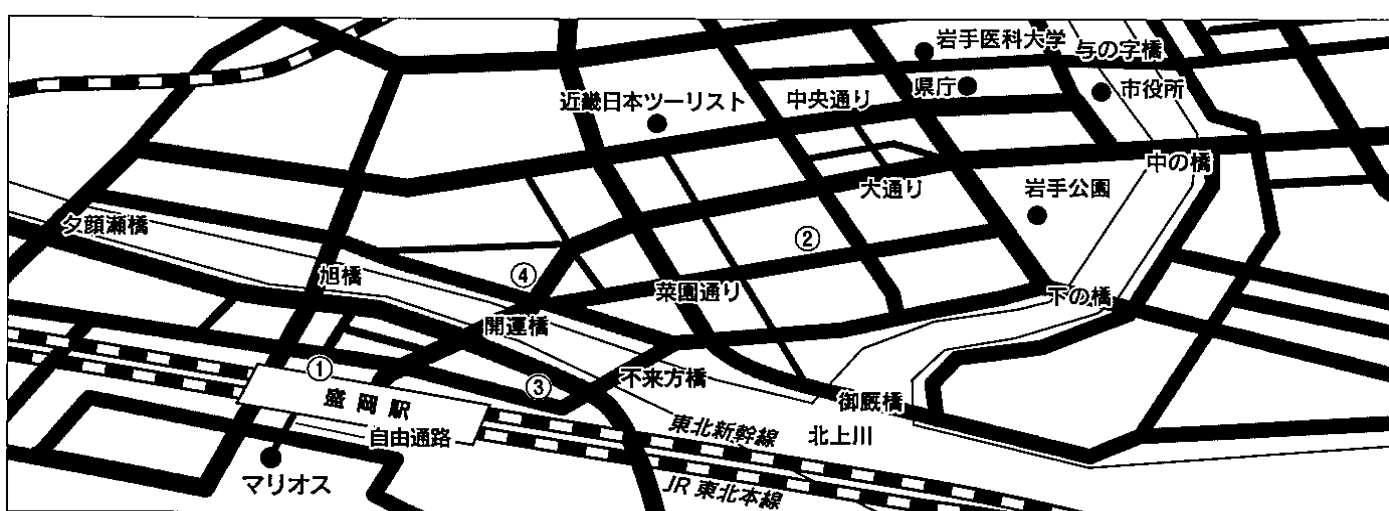 岩手医科大学
与の字橋
県庁
市役所
近畿日本ツーリスト
中央通り
中の橋
大通り
岩手公園
夕顔瀬橋
②
旭橋
④
菜園通り
下の橋
開運橋
①
③
不来方橋
盛岡駅
御厩橋
自由通路
東北新幹線
北上川
マリオス
JR東北本線